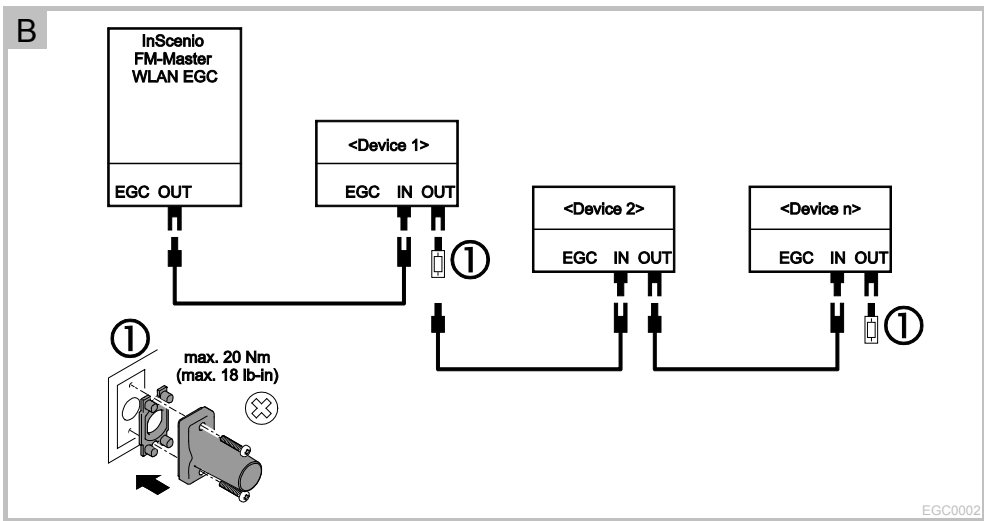 B
InScenio
FM-Master
WLAN EGC
EGC OUT
<Device 1>
EGC IN OUT
①
<Device 2>
EGC IN OUT
<Device n>
EGC IN OUT
①
①
max. 20 Nm
(max. 18 lb-in)
EGC0002